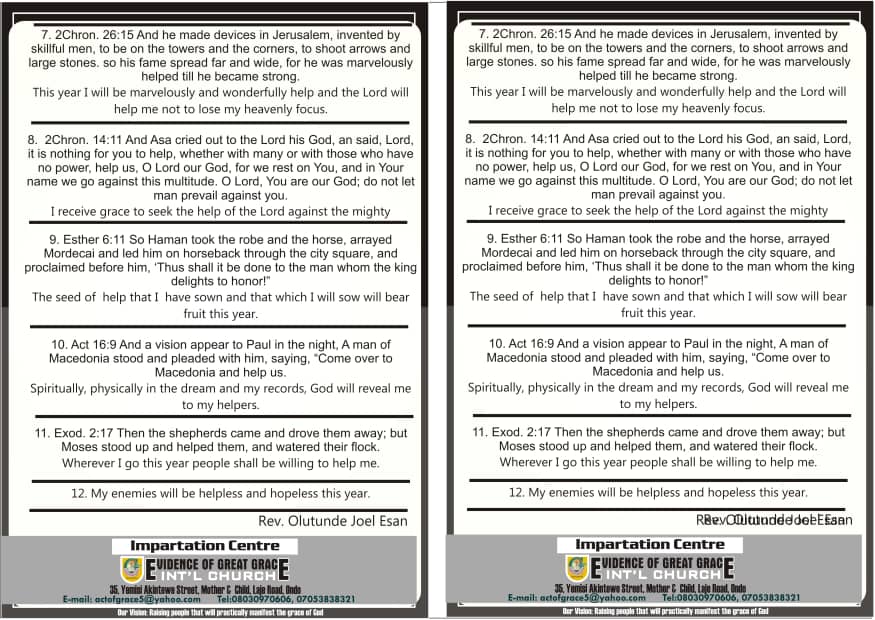 7. 2Chron. 26:15 And he made devices in Jerusalem, invented by
skillful men, to be on the towers and the corners, to shoot arrows and
large stones. so his fame spread far and wide, for he was marvelously
helped till he became strong.
This year I will be marvelously and wonderfully help and the Lord will
help me not to lose my heavenly focus.
8. 2Chron. 14:11 And Asa cried out to the Lord his God, an said, Lord,
it is nothing for you to help, whether with many or with those who have
no power, help us, O Lord our God, for we rest on You, and in Your
name we go against this multitude. O Lord, You are our God; do not let
man prevail against you.
I receive grace to seek the help of the Lord against the mighty
9. Esther 6:11 So Haman took the robe and the horse, arrayed
Mordecai and led him on horseback through the city square, and
proclaimed before him, 'Thus shall it be done to the man whom the king
delights to honor!"
The seed of help that I have sown and that which I will sow will bear
fruit this year.
10. Act 16:9 And a vision appear to Paul in the night, A man of
Macedonia stood and pleaded with him, saying, "Come over to
Macedonia and help us.
Spiritually, physically in the dream and my records, God will reveal me
to my helpers.
11. Exod. 2:17 Then the shepherds came and drove them away; but
Moses stood up and helped them, and watered their flock.
Wherever I go this year people shall be willing to help me.
12. My enemies will be helpless and hopeless this year.
Rev. Olutunde Joel Esan
Impartation Centre
EVIDENCE OF GREAT GRACE
INT'L CHURCH
35, Yemisi Akintewe Street, Mother & Child, Laje Road, Ondo
E-mail: actofgrace5@yahoo.com Tel:08030970606, 07053838321
Our Vision: Raising people that will practically manifest the grace of God
7. 2Chron. 26:15 And he made devices in Jerusalem, invented by
skillful men, to be on the towers and the corners, to shoot arrows and
large stones. so his fame spread far and wide, for he was marvelously
helped till he became strong.
This year I will be marvelously and wonderfully help and the Lord will
help me not to lose my heavenly focus.
8. 2Chron. 14:11 And Asa cried out to the Lord his God, an said, Lord,
it is nothing for you to help, whether with many or with those who have
no power, help us, O Lord our God, for we rest on You, and in Your
name we go against this multitude. O Lord, You are our God; do not let
man prevail against you.
I receive grace to seek the help of the Lord against the mighty
9. Esther 6:11 So Haman took the robe and the horse, arrayed
Mordecai and led him on horseback through the city square, and
proclaimed before him, 'Thus shall it be done to the man whom the king
delights to honor!"
The seed of help that I have sown and that which I will sow will bear
fruit this year.
10. Act 16:9 And a vision appear to Paul in the night, A man of
Macedonia stood and pleaded with him, saying, "Come over to
Macedonia and help us.
Spiritually, physically in the dream and my records, God will reveal me
to my helpers.
11. Exod. 2:17 Then the shepherds came and drove them away; but
Moses stood up and helped them, and watered their flock.
Wherever I go this year people shall be willing to help me.
12. My enemies will be helpless and hopeless this year.
Rev. Olutunde Joel Esan
Impartation Centre
EVIDENCE OF GREAT GRACE
INT'L CHURCH
35, Yemisi Akintewe Street, Mother & Child, Laje Road, Ondo
E-mail: actofgrace5@yahoo.com Tel:08030970606, 07053838321
Our Vision: Raising people that will practically manifest the grace of God